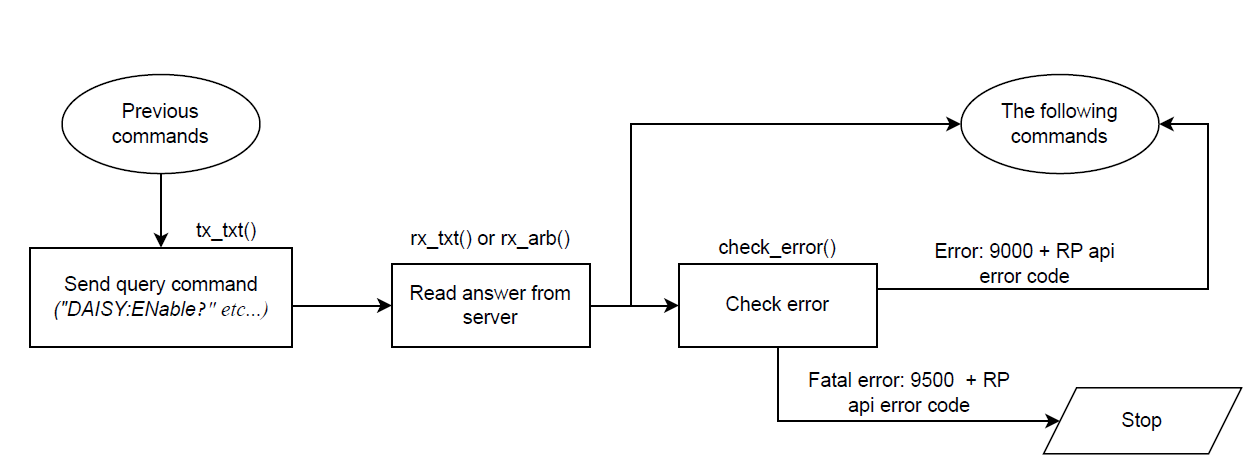 Previous
commands
The following
commands
tx_txt()
rx_txt() or rx_arb()
check_error()
Error: 9000 + RP api
error code
Send query command
("DAISY:ENable?" etc...)
Read answer from
server
Check error
Fatal error: 9500 + RP
api error code
Stop